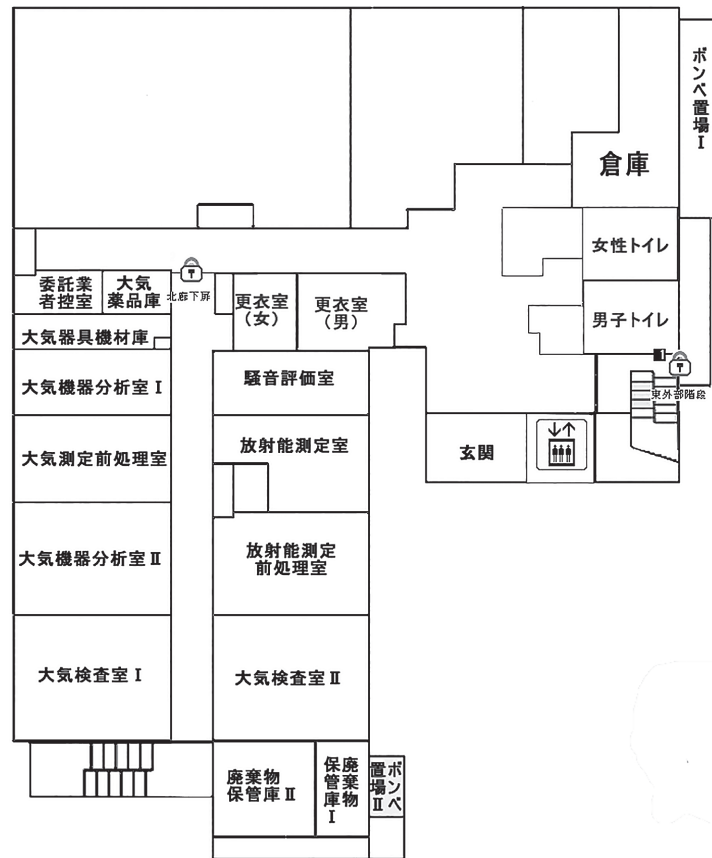 ボンベ置場Ⅰ
倉庫
女性トイレ
男子トイレ
東外部階段
委託業
者控室
大気
薬品庫
北廊下扉
更衣室
(女)
更衣室
(男)
大気器具機材庫
大気機器分析室Ⅰ
騒音評価室
大気測定前処理室
放射能測定室
玄関
大気機器分析室Ⅱ
放射能測定
前処理室
大気検査室Ⅰ
大気検査室Ⅱ
廃棄物
保管庫Ⅱ
廃棄物
保管庫Ⅰ
ボンベ
置場Ⅱ